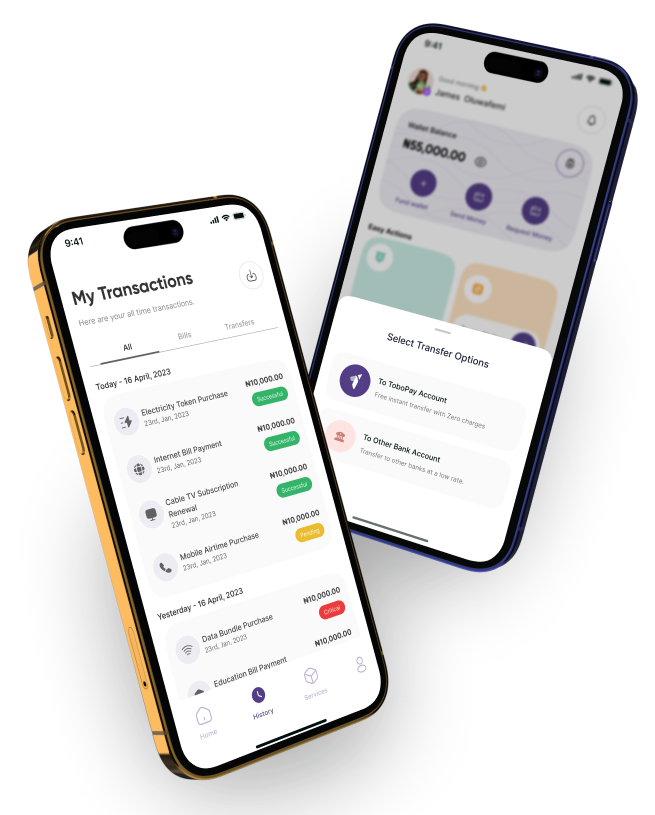 9:41
My Transactions
Here are your all time transactions.
All
Bills
Transfers
Today - 16 April, 2023
Electricity Token Purchase
₦10,000.00
23rd, Jan, 2023
Successful
Internet Bill Payment
₦10,000.00
23rd, Jan, 2023
Successful
Cable TV Subscription
Renewal
₦10,000.00
23rd, Jan, 2023
Successful
Mobile Airtime Purchase
₦10,000.00
23rd, Jan, 2023
Pending
Yesterday - 16 April, 2023
Data Bundle Purchase
₦10,000.00
23rd, Jan, 2023
Critical
Education Bill Payment
₦10,000.00
Home
History
Services
9:41
Good morning
James Oluwafemi
Wallet Balance
₦55,000.00
Fund wallet
Send Money
Request Money
Easy Actions
Select Transfer Options
To ToboPay Account
Free instant transfer with Zero charges
To Other Bank Account
Transfer to other banks at a low rate.